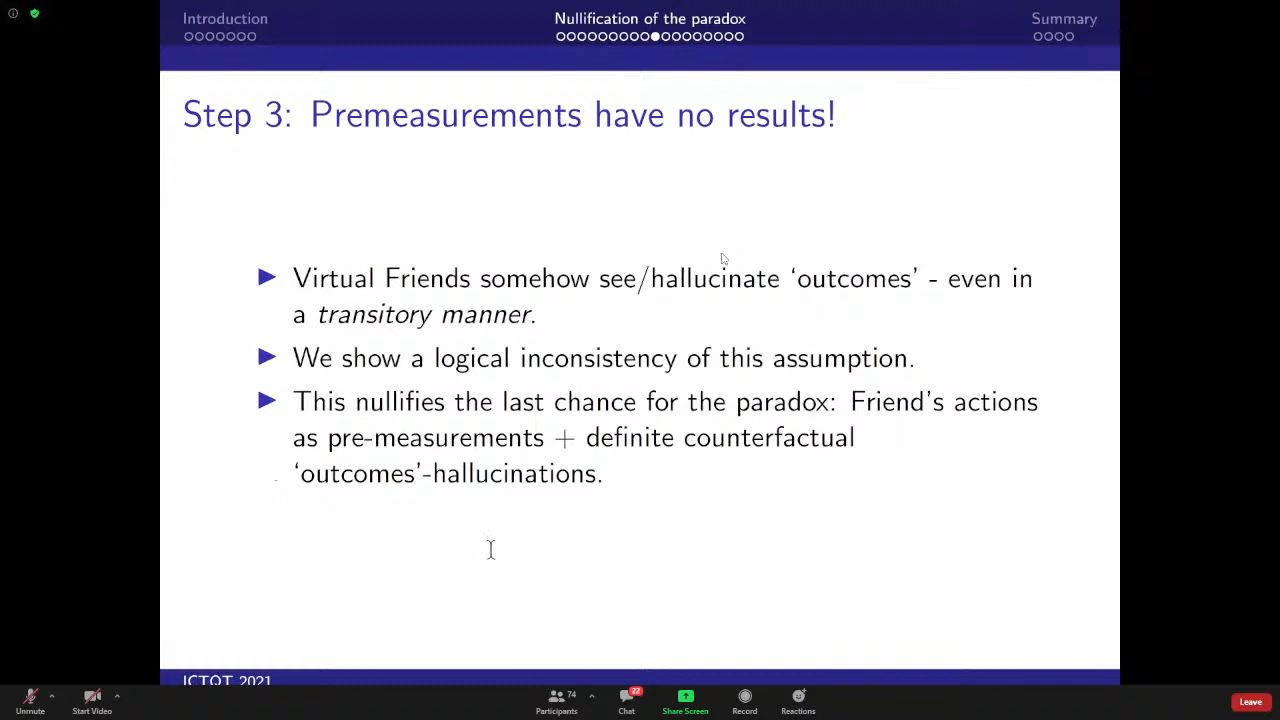 Introduction
Nullification of the paradox
Summary
Step 3: Premeasurements have no results!
Virtual Friends somehow see/hallucinate ‘outcomes’ - even in
a transitory manner.
We show a logical inconsistency of this assumption.
This nullifies the last chance for the paradox: Friend's actions
as pre-measurements + definite counterfactual
‘outcomes’-hallucinations.
ICTQT 2021
Unmute
Start Video
Participants
74
Chat
22
Share Screen
Record
Reactions
Leave